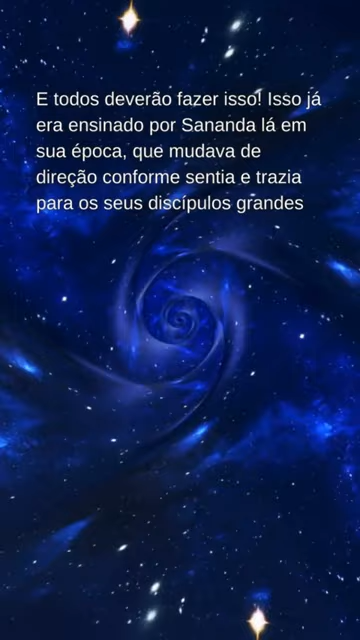 E todos deverão fazer isso! Isso já
era ensinado por Sananda lá em
sua época, que mudava de
direção conforme sentia e trazia
para os seus discípulos grandes